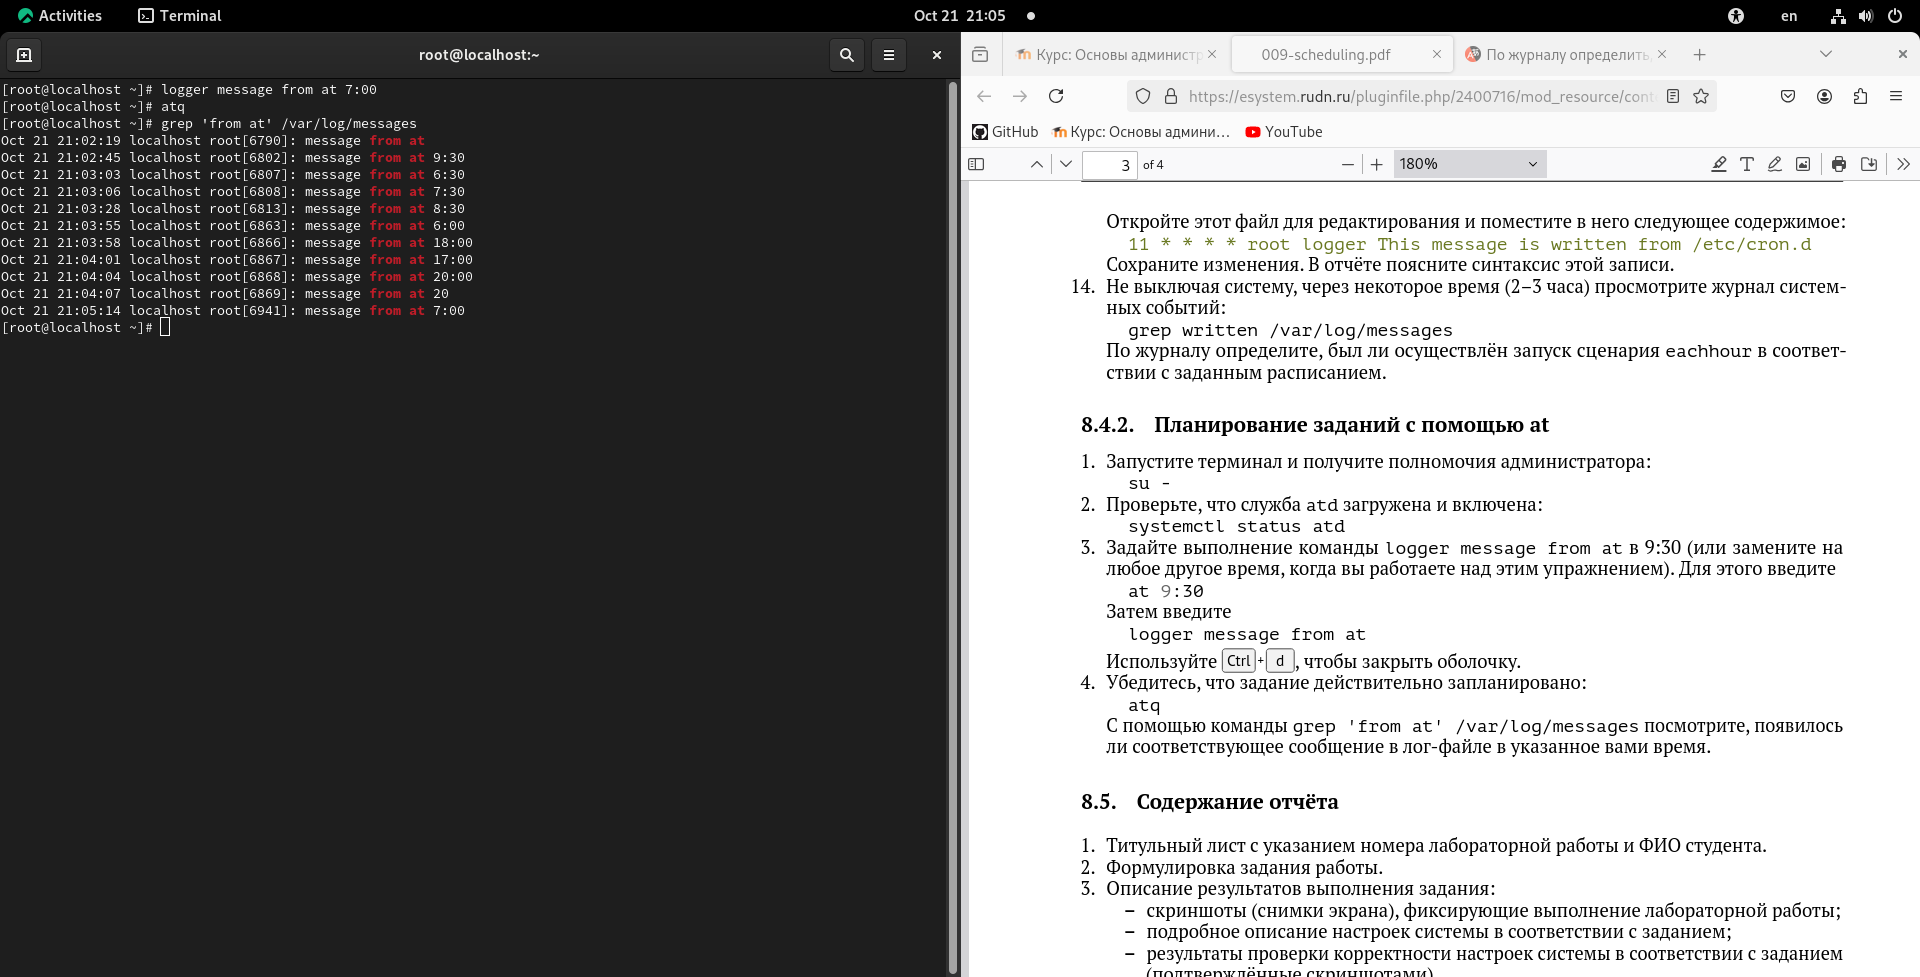 Activities
Terminal
Oct 21 21:05
en
root@localhost:~
[root@localhost ~]# logger message from at 7:00
[root@localhost ~]# atq
[root@localhost ~]# grep 'from at' /var/log/messages
Oct 21 21:02:19 localhost root[6790]: message from at
Oct 21 21:02:45 localhost root[6802]: message from at 9:30
Oct 21 21:03:03 localhost root[6807]: message from at 6:30
Oct 21 21:03:06 localhost root[6808]: message from at 7:30
Oct 21 21:03:28 localhost root[6813]: message from at 8:30
Oct 21 21:03:55 localhost root[6863]: message from at 6:00
Oct 21 21:03:58 localhost root[6866]: message from at 18:00
Oct 21 21:04:01 localhost root[6867]: message from at 17:00
Oct 21 21:04:04 localhost root[6868]: message from at 20:00
Oct 21 21:04:07 localhost root[6869]: message from at 20
Oct 21 21:05:14 localhost root[6941]: message from at 7:00
[root@localhost ~]#
Курс: Основы администр
009-scheduling.pdf
По журналу определить,
https://esystem.rudn.ru/pluginfile.php/2400716/mod_resource/cont
GitHub
Курс: Основы админи…
YouTube
3 of 4
180%
Откройте этот файл для редактирования и поместите в него следующее содержимое:
11 * * * * root logger This message is written from /etc/cron.d
Сохраните изменения. В отчёте поясните синтаксис этой записи.
14. Не выключая систему, через некоторое время (2–3 часа) просмотрите журнал систем-
ных событий:
grep written /var/log/messages
По журналу определите, был ли осуществлён запуск сценария eachhour в соответ-
ствии с заданным расписанием.
8.4.2. Планирование заданий с помощью at
1. Запустите терминал и получите полномочия администратора:
su -
2. Проверьте, что служба atd загружена и включена:
systemctl status atd
3. Задайте выполнение команды logger message from at в 9:30 (или замените на
любое другое время, когда вы работаете над этим упражнением). Для этого введите
at 9:30
Затем введите
logger message from at
Используйте Ctrl + d , чтобы закрыть оболочку.
4. Убедитесь, что задание действительно запланировано:
atq
С помощью команды grep 'from at' /var/log/messages посмотрите, появилось
ли соответствующее сообщение в лог-файле в указанное вами время.
8.5. Содержание отчёта
1. Титульный лист с указанием номера лабораторной работы и ФИО студента.
2. Формулировка задания работы.
3. Описание результатов выполнения задания:
– скриншоты (снимки экрана), фиксирующие выполнение лабораторной работы;
– подробное описание настроек системы в соответствии с заданием;
– результаты проверки корректности настроек системы в соответствии с заданием
(подтверждённые скриншотами)